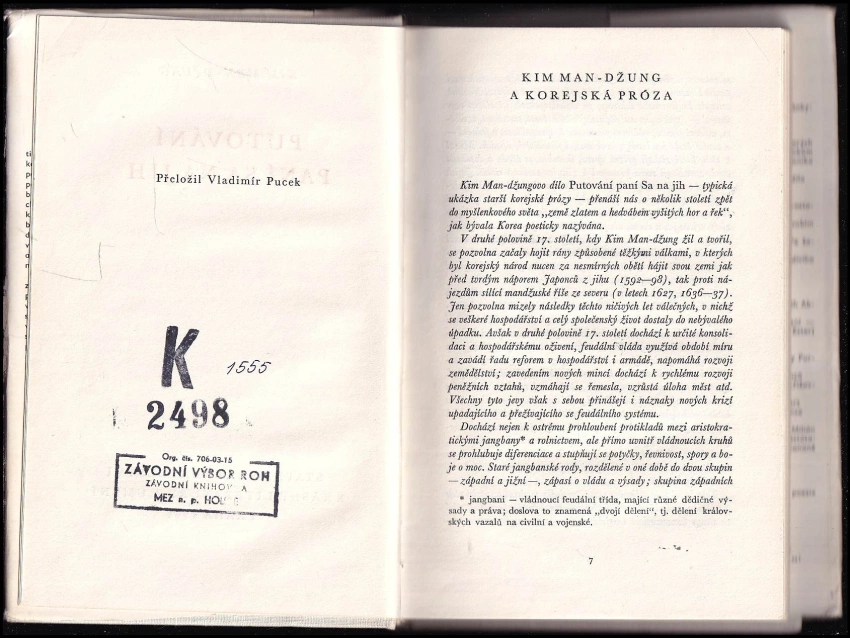 Přeložil Vladimír Pucek
K
1555
2498
Org. čís. 706-03-15
ZÁVODNÍ VÝBOR ROH
ZÁVODNÍ KNIHOVNA
MEZ n. p.
KIM MAN-DŽUNG
A KOREJSKÁ PRÓZA
Kim Man-džungovo dílo Putování paní Sa na jih — typická
ukázka starší korejské prózy — přenáší nás o několik století zpět
do myšlenkového světa „země zlatem a hedvábem vyšitých hor a řek“,
jak bývala Korea poeticky nazývána.
V druhé polovině 17. století, kdy Kim Man-džung žil a tvořil,
se pozvolna začaly hojit rány způsobené těžkými válkami, v kterých
byl korejský národ nucen za nesmírných obětí hájit svou zemi jak
před tvrdým náporem Japonců z jihu (1592—98), tak proti ná-
jezdům sílící mandžuské říše ze severu (v letech 1627, 1636—37).
Jen pozvolna mizely následky těchto ničivých let válečných, v nichž
se veškeré hospodářství a celý společenský život dostaly do nebývalého
úpadku. Avšak v druhé polovině 17. století dochází k určité konsoli-
daci a hospodářskému oživení, feudální vláda využívá období míru
a zavádí řadu reforem v hospodářství i armádě, napomáhá rozvoji
zemědělství; zavedením nových mincí dochází k rychlému rozvoji
peněžních vztahů, vzmáhají se řemesla, vzrůstá úloha měst atd.
Všechny tyto jevy však s sebou přinášejí i náznaky nových krizí
upadajícího a přežívajícího se feudálního systému.
Dochází nejen k ostrému prohloubení protikladů mezi aristokra-
tickými jangbany* a rolnictvem, ale přímo uvnitř vládnoucích kruhů
se prohlubuje diferenciace a stupňují se potyčky, řevnivost, spory a bo-
je o moc. Staré jangbanské rody, rozdělené v oné době do dvou skupin
— západní a jižní —, zápasí o vládu a výsady; skupina západních
* jangbani — vládnoucí feudální třída, mající různé dědičné vý-
sady a práva; doslova to znamená „dvojí dělení“, tj. dělení králov-
ských vazalů na civilní a vojenské.
7